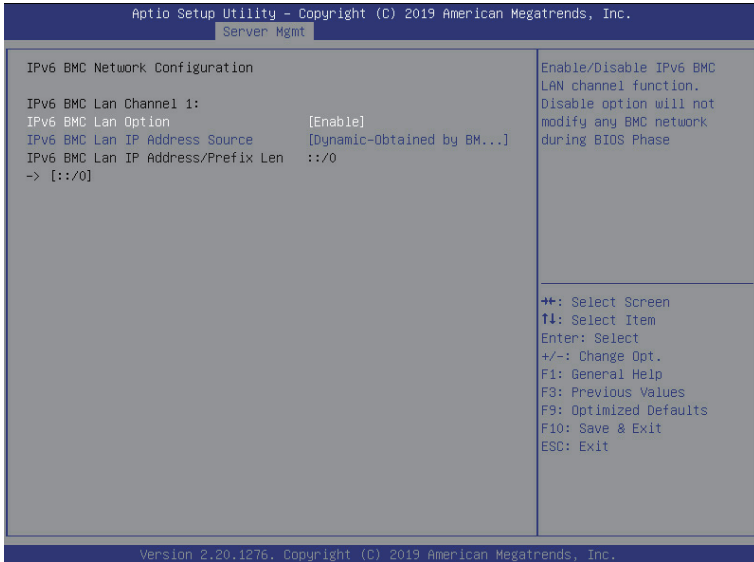 Aptio Setup Utility – Copyright (C) 2019 American Megatrends, Inc.
Server Mgmt
IPv6 BMC Network Configuration
IPv6 BMC Lan Channel 1:
IPv6 BMC Lan Option [Enable]
IPv6 BMC Lan IP Address Source [Dynamic-Obtained by BM...]
IPv6 BMC Lan IP Address/Prefix Len ::/0
-> [::/0]
Enable/Disable IPv6 BMC
LAN channel function.
Disable option will not
modify any BMC network
during BIOS Phase
→←: Select Screen
↑↓: Select Item
Enter: Select
+/-: Change Opt.
F1: General Help
F3: Previous Values
F9: Optimized Defaults
F10: Save & Exit
ESC: Exit
Version 2.20.1276. Copyright (C) 2019 American Megatrends, Inc.